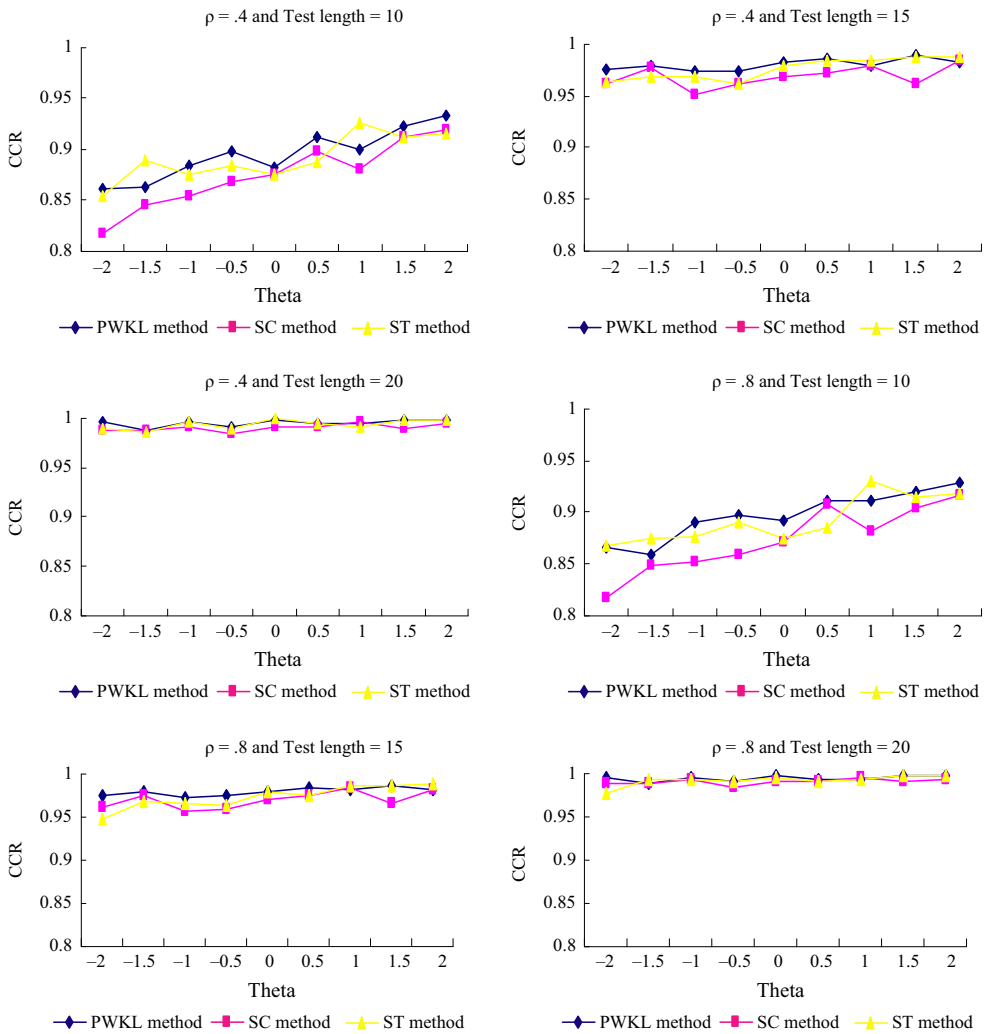 ρ = .4 and Test length = 10
1
0.95
0.9
0.85
0.8
CCR
–2 –1.5 –1 –0.5 0 0.5 1 1.5 2
Theta
PWKL method SC method ST method
ρ = .4 and Test length = 15
1
0.95
0.9
0.85
0.8
CCR
–2 –1.5 –1 –0.5 0 0.5 1 1.5 2
Theta
PWKL method SC method ST method
ρ = .4 and Test length = 20
1
0.95
0.9
0.85
0.8
CCR
–2 –1.5 –1 –0.5 0 0.5 1 1.5 2
Theta
PWKL method SC method ST method
ρ = .8 and Test length = 10
1
0.95
0.9
0.85
0.8
CCR
–2 –1.5 –1 –0.5 0 0.5 1 1.5 2
Theta
PWKL method SC method ST method
ρ = .8 and Test length = 15
1
0.95
0.9
0.85
0.8
CCR
–2 –1.5 –1 –0.5 0 0.5 1 1.5 2
Theta
PWKL method SC method ST method
ρ = .8 and Test length = 20
1
0.95
0.9
0.85
0.8
CCR
–2 –1.5 –1 –0.5 0 0.5 1 1.5 2
Theta
PWKL method SC method ST method